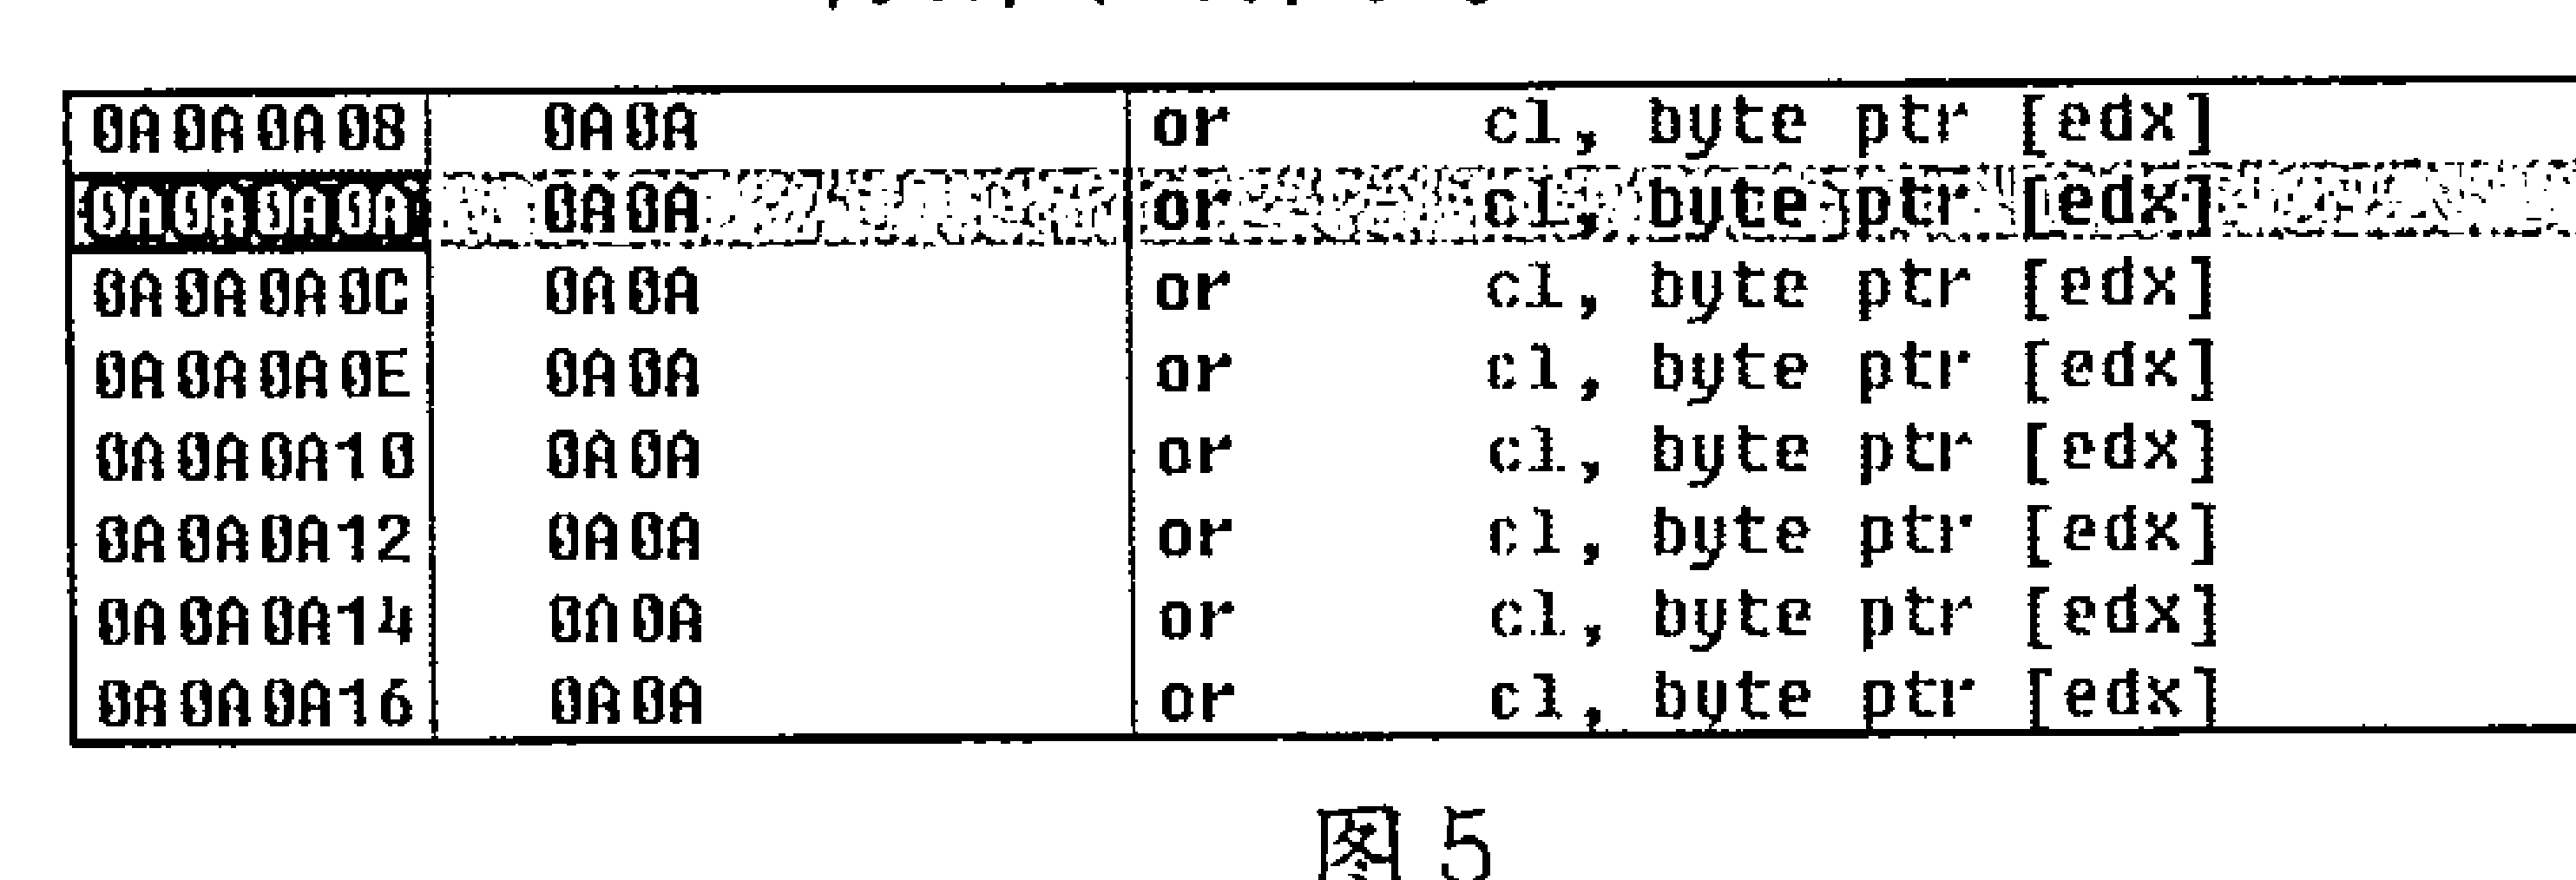 0A0A0A08 0A0A or cl, byte ptr [edx]
0A0A0A0A 0A0A or cl, byte ptr [edx]
0A0A0A0C 0A0A or cl, byte ptr [edx]
0A0A0A0E 0A0A or cl, byte ptr [edx]
0A0A0A10 0A0A or cl, byte ptr [edx]
0A0A0A12 0A0A or cl, byte ptr [edx]
0A0A0A14 0A0A or cl, byte ptr [edx]
0A0A0A16 0A0A or cl, byte ptr [edx]
图 5